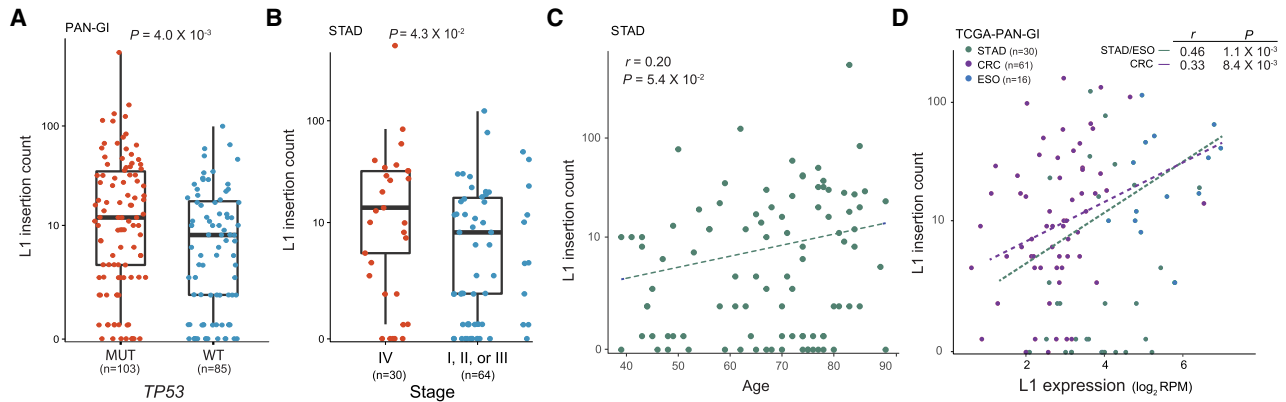 A
PAN-GI
P = 4.0 X 10-3
L1 insertion count
100
10
0
MUT
(n=103)
WT
(n=85)
TP53
B
STAD
P = 4.3 X 10-2
L1 insertion count
100
10
0
IV
(n=30)
I, II, or III
(n=64)
Stage
C
STAD
r = 0.20
P = 5.4 X 10-2
L1 insertion count
100
10
0
40 50 60 70 80 90
Age
D
TCGA-PAN-GI
STAD (n=30)
CRC (n=61)
ESO (n=16)
r P
STAD/ESO 0.46 1.1 X 10-3
CRC 0.33 8.4 X 10-3
L1 insertion count
100
10
0
2 4 6
L1 expression (log2 RPM)